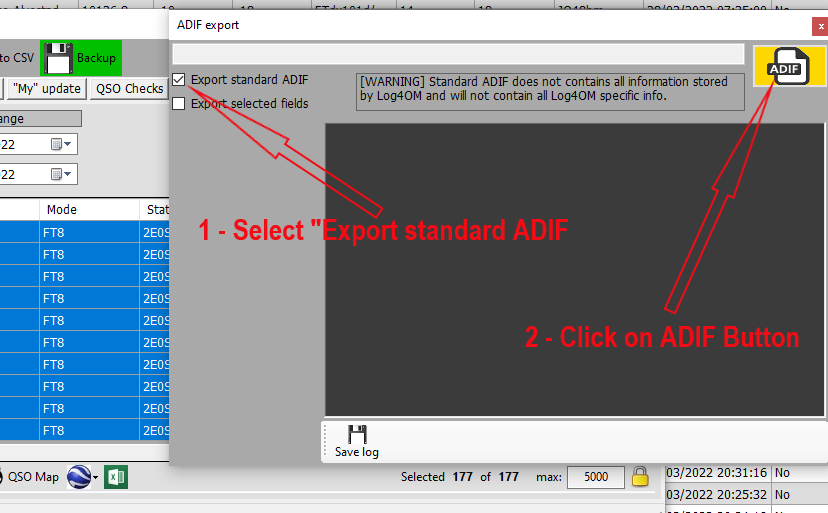 ADIF export
x
to CSV
Backup
"My" update
QSO Checks
ange
22
22
Export standard ADIF
Export selected fields
[WARNING] Standard ADIF does not contains all information stored
by Log4OM and will not contain all Log4OM specific info.
ADIF
1 - Select "Export standard ADIF
2 - Click on ADIF Button
Mode Stat
FT8 2E0S
FT8 2E0S
FT8 2E0S
FT8 2E0S
FT8 2E0S
FT8 2E0S
FT8 2E0S
FT8 2E0S
FT8 2E0S
FT8 2E0S
Save log
QSO Map
Selected 177 of 177 max: 5000
03/2022 20:31:16 No
03/2022 20:25:32 No